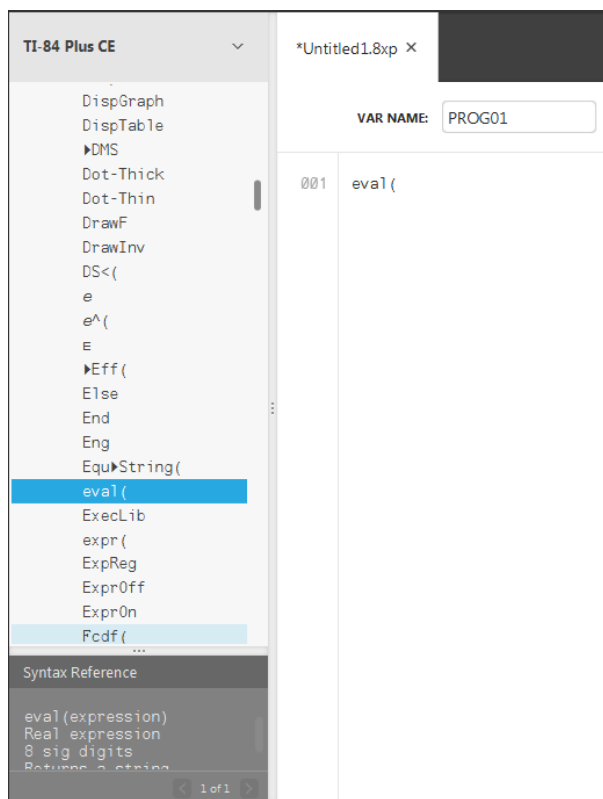 TI-84 Plus CE
*Untitled1.8xp ×
VAR NAME: PROG01
DispGraph
DispTable
▶DMS
Dot-Thick
Dot-Thin
DrawF
DrawInv
DS<(
e
e^(
ᴇ
▶Eff(
Else
End
Eng
Equ▶String(
eval(
ExecLib
expr(
ExpReg
ExprOff
ExprOn
Fcdf(
001 eval(
Syntax Reference
eval(expression)
Real expression
8 sig digits
Returns a string
< 1 of 1 >